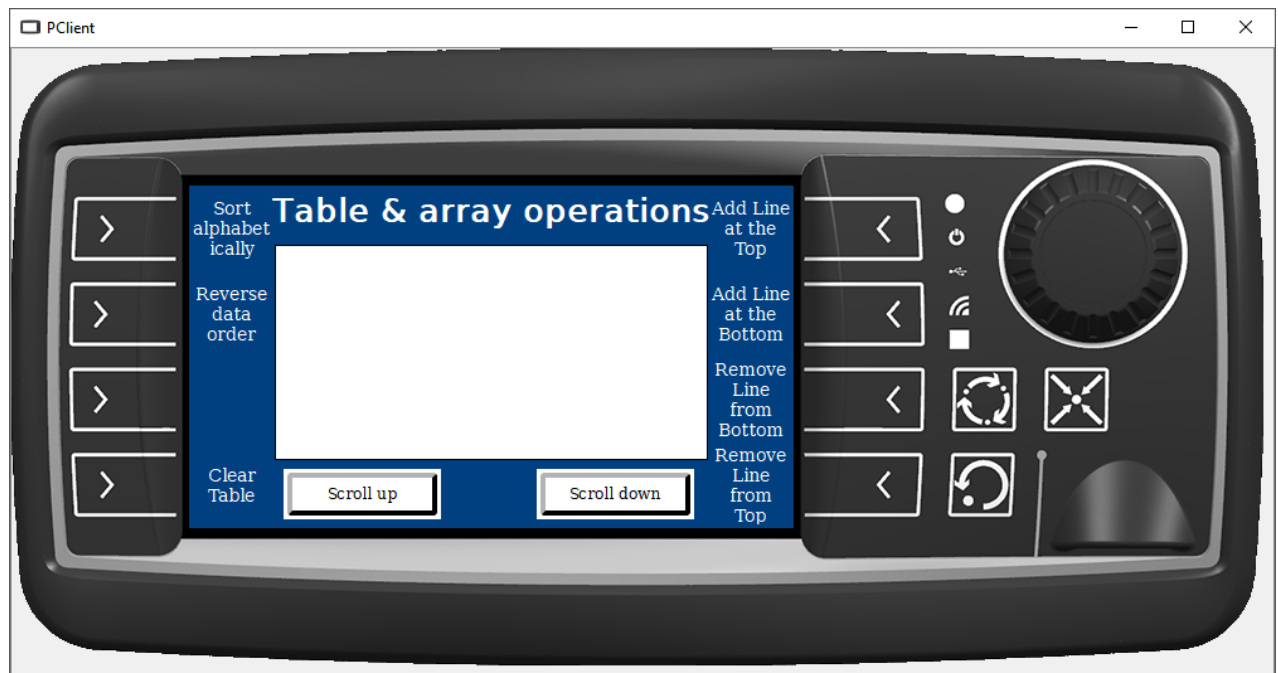 PClient
Table & array operations
Sort
alphabet
ically
Reverse
data
order
Clear
Table
Scroll up
Scroll down
Add Line
at the
Top
Add Line
at the
Bottom
Remove
Line
from
Bottom
Remove
Line
from
Top